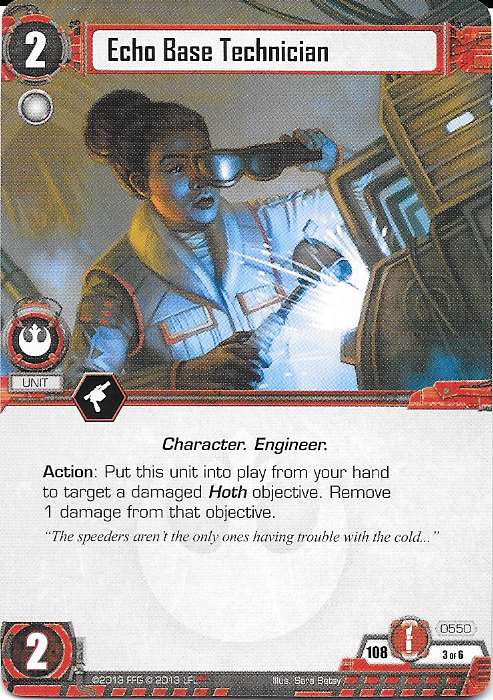 2
Echo Base Technician
UNIT
Character. Engineer.
Action: Put this unit into play from your hand
to target a damaged Hoth objective. Remove
1 damage from that objective.
"The speeders aren't the only ones having trouble with the cold..."
2
0550
108
3 OF 6
©2013 FFG © 2013 LFL
Illus. Sara Betsy